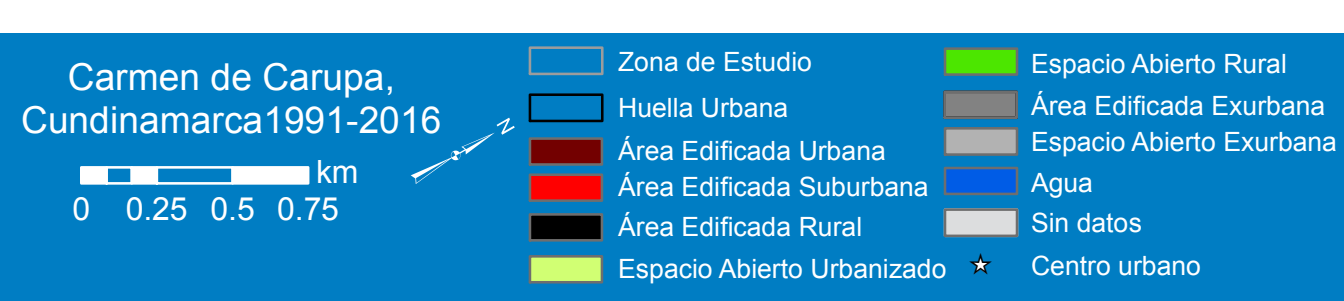 Carmen de Carupa,
Cundinamarca1991-2016
N
km
0 0.25 0.5 0.75
Zona de Estudio
Huella Urbana
Área Edificada Urbana
Área Edificada Suburbana
Área Edificada Rural
Espacio Abierto Urbanizado
Espacio Abierto Rural
Área Edificada Exurbana
Espacio Abierto Exurbana
Agua
Sin datos
Centro urbano